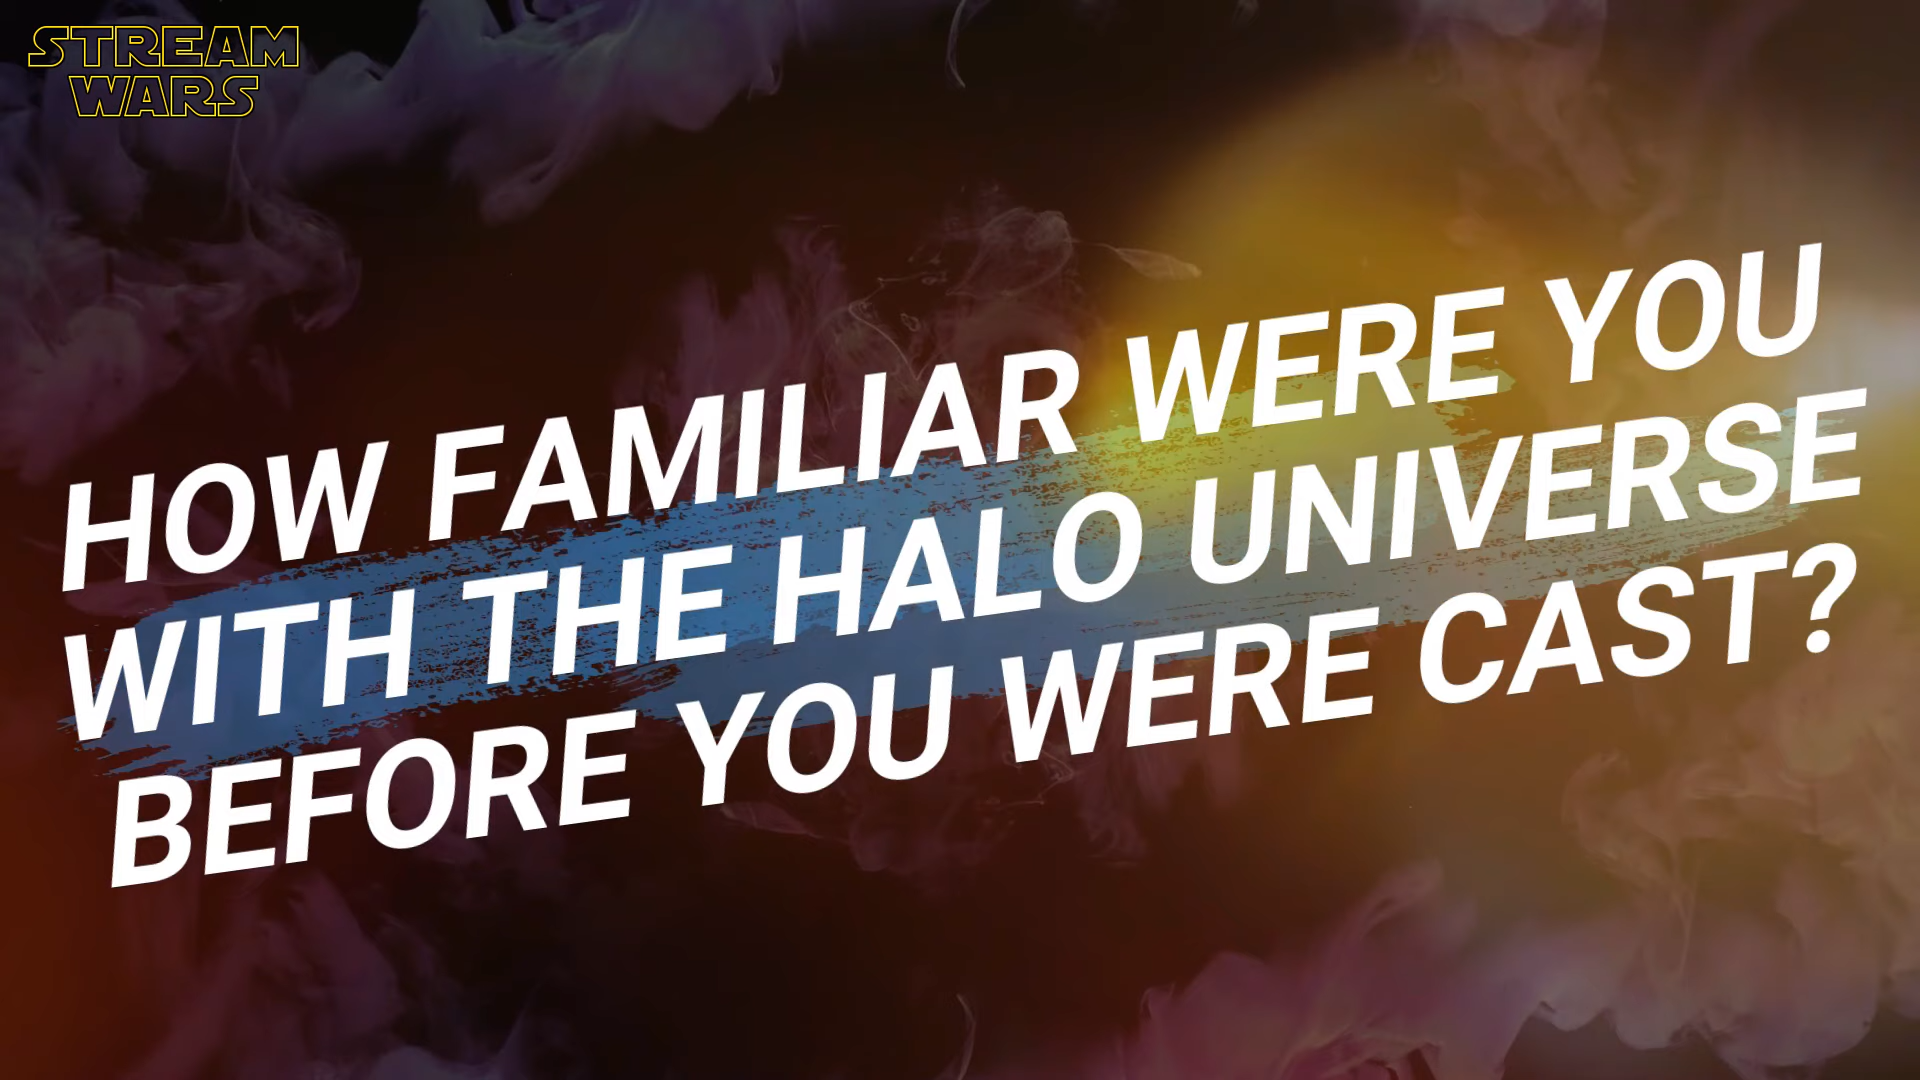 STREAM
WARS
HOW FAMILIAR WERE YOU
WITH THE HALO UNIVERSE
BEFORE YOU WERE CAST?